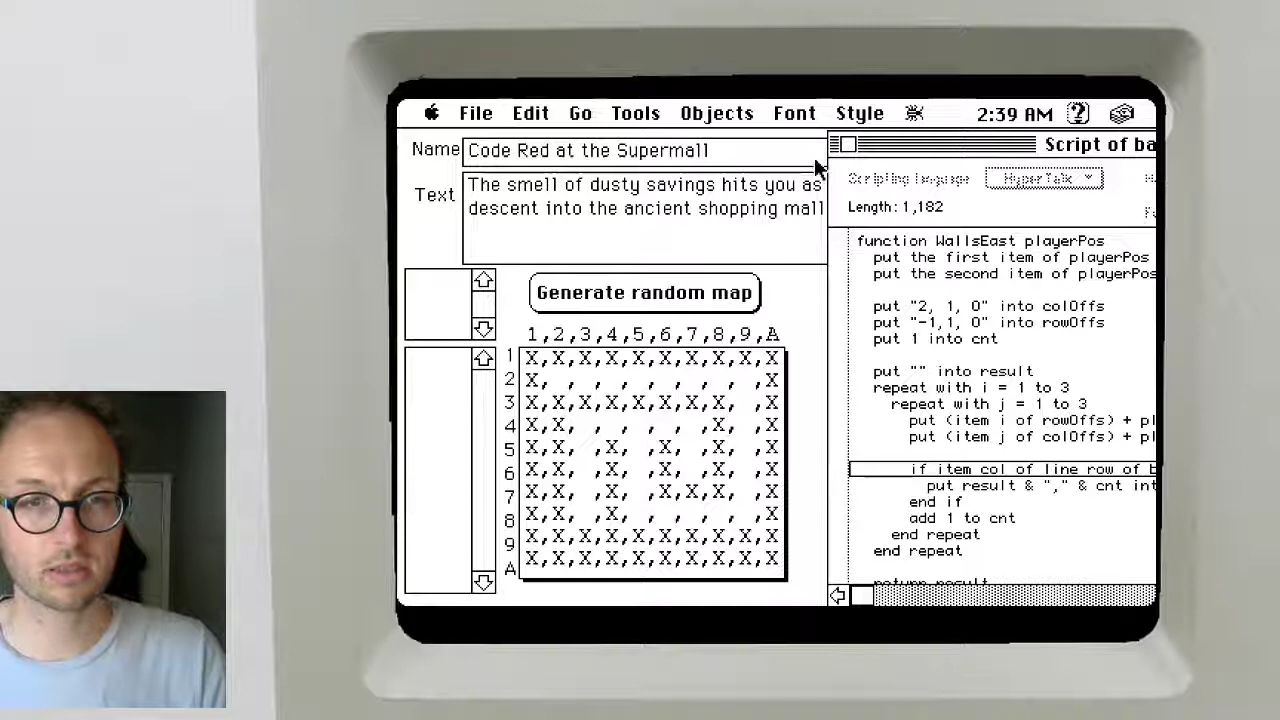 File Edit Go Tools Objects Font Style 2:39 AM
Name Code Red at the Supermall
Text The smell of dusty savings hits you as
descent into the ancient shopping mall
Generate random map
1,2,3,4,5,6,7,8,9,A
1 X,X,X,X,X,X,X,X,X,X
2 X, , , , , , , , ,X
3 X,X,X,X,X,X,X,X, ,X
4 X,X, , , , , ,X, ,X
5 X,X, ,X, ,X, ,X, ,X
6 X,X, ,X, ,X, ,X, ,X
7 X,X, ,X, ,X,X,X, ,X
8 X,X, ,X, , , , , ,X
9 X,X,X,X,X,X,X,X,X,X
A X,X,X,X,X,X,X,X,X,X
Script of ba
Scripting language HyperTalk
Length: 1,182
function WallsEast playerPos
put the first item of playerPos
put the second item of playerPos
put "2, 1, 0" into colOffs
put "-1,1, 0" into rowOffs
put 1 into cnt
put "" into result
repeat with i = 1 to 3
repeat with j = 1 to 3
put (item i of rowOffs) + pl
put (item j of colOffs) + pl
if item col of line row of
put result & "," & cnt int
end if
add 1 to cnt
end repeat
end repeat
return result